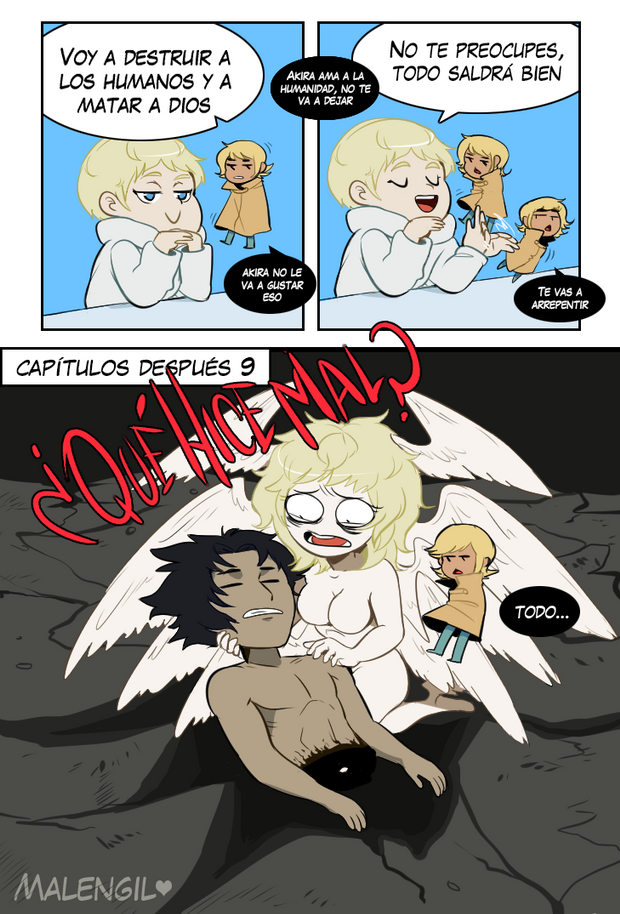 VOY A DESTRUIR A
LOS HUMANOS Y A
MATAR A DIOS
AKIRA NO LE
VA A GUSTAR
ESO
NO TE PREOCUPES,
TODO SALDRÁ BIEN
AKIRA AMA A LA
HUMANIDAD, NO TE
VA A DEJAR
TE VAS A
ARREPENTIR
CAPÍTULOS DESPUÉS 9
¿QUÉ HICE MAL?
TODO...
MALENGIL♥